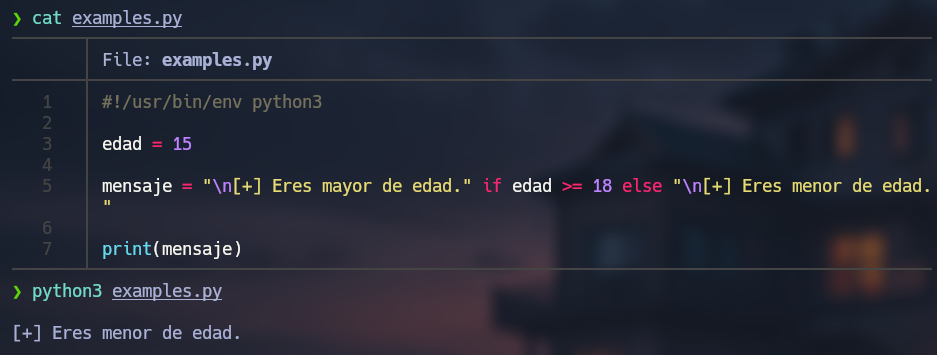 ❯ cat examples.py
File: examples.py
1 #!/usr/bin/env python3
2
3 edad = 15
4
5 mensaje = "\n[+] Eres mayor de edad." if edad >= 18 else "\n[+] Eres menor de edad.
"
6
7 print(mensaje)
❯ python3 examples.py
[+] Eres menor de edad.